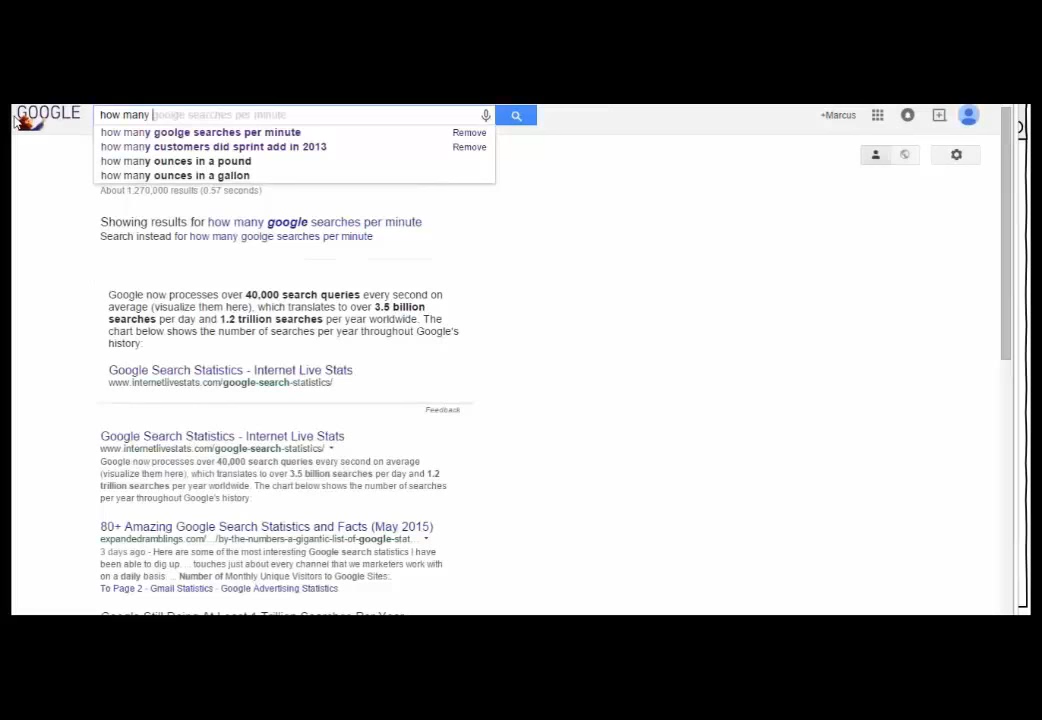 GOOGLE
how many goolge searches per minute
+Marcus
how many goolge searches per minute Remove
how many customers did sprint add in 2013 Remove
how many ounces in a pound
how many ounces in a gallon
About 1,270,000 results (0.57 seconds)
Showing results for how many google searches per minute
Search instead for how many goolge searches per minute
Google now processes over 40,000 search queries every second on
average (visualize them here), which translates to over 3.5 billion
searches per day and 1.2 trillion searches per year worldwide. The
chart below shows the number of searches per year throughout Google's
history:
Google Search Statistics - Internet Live Stats
www.internetlivestats.com/google-search-statistics/
Feedback
Google Search Statistics - Internet Live Stats
www.internetlivestats.com/google-search-statistics/
Google now processes over 40,000 search queries every second on average
(visualize them here), which translates to over 3.5 billion searches per day and 1.2
trillion searches per year worldwide. The chart below shows the number of searches
per year throughout Google's history.
80+ Amazing Google Search Statistics and Facts (May 2015)
expandedramblings.com/.../by-the-numbers-a-gigantic-list-of-google-stat...
3 days ago - Here are some of the most interesting Google search statistics I have
been able to dig up. ... touches just about every channel that we marketers work with
on a daily basis ... Number of Monthly Unique Visitors to Google Sites:.
To Page 2 - Gmail Statistics - Google Advertising Statistics
Google Still Doing At Least 1 Trillion Searches Per Year